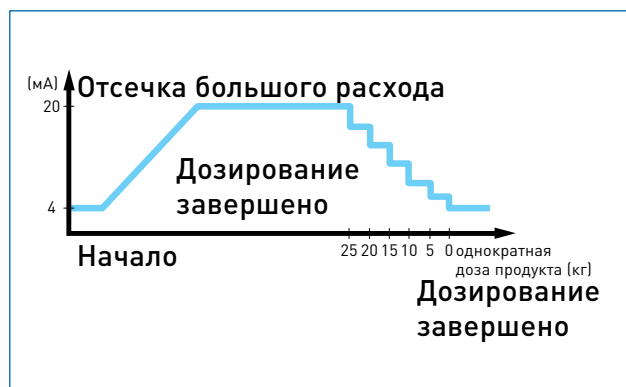 (мА) Отсечка большого расхода
20
Дозирование
завершено
4
25 20 15 10 5 0 однократная
доза продукта (кг)
Начало
Дозирование
завершено